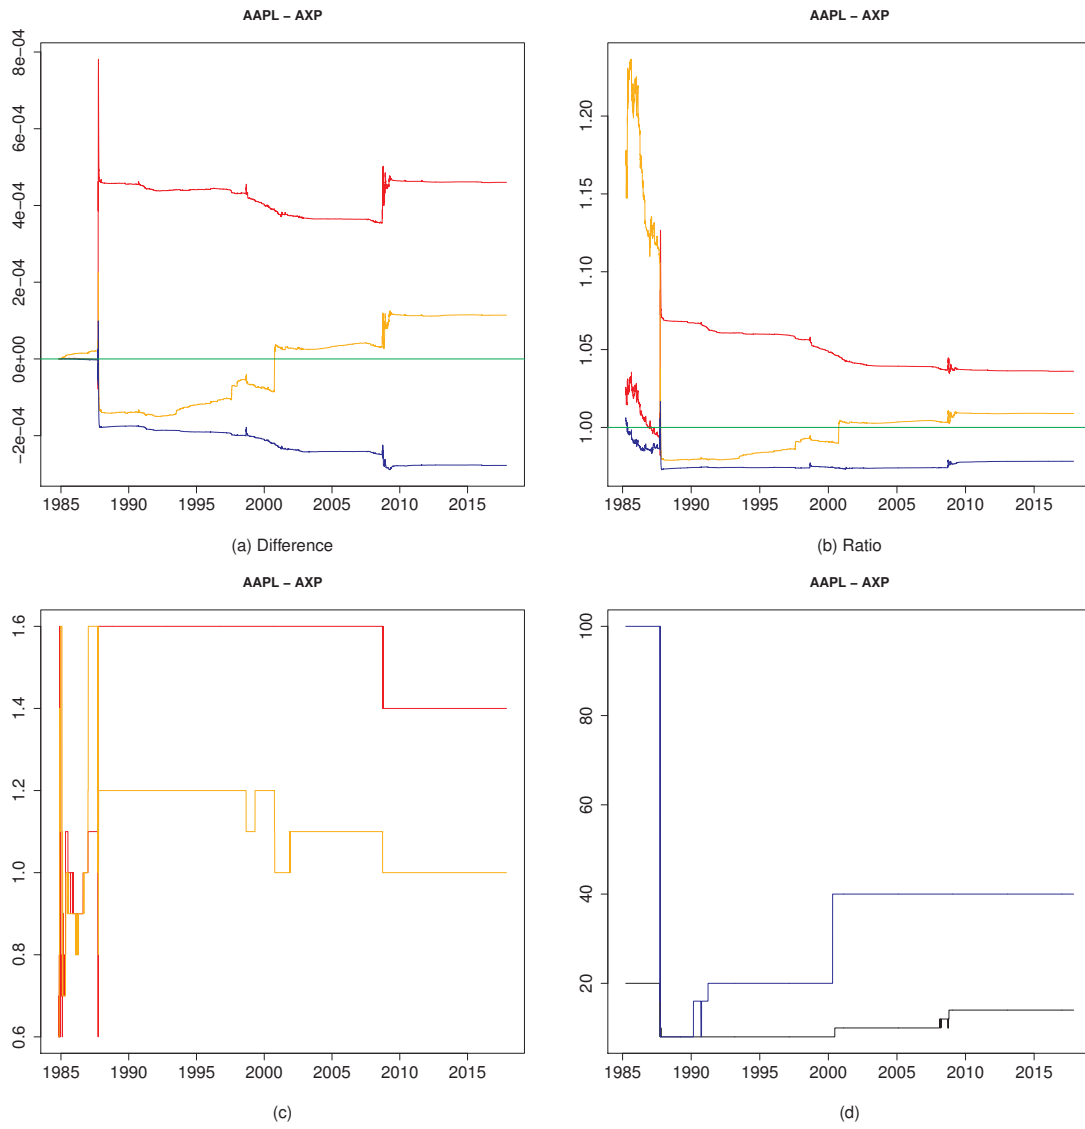 AAPL − AXP
8e−04
6e−04
4e−04
2e−04
0e+00
−2e−04
1985 1990 1995 2000 2005 2010 2015
(a) Difference
AAPL − AXP
1.20
1.15
1.10
1.05
1.00
1985 1990 1995 2000 2005 2010 2015
(b) Ratio
AAPL − AXP
1.6
1.4
1.2
1.0
0.8
0.6
1985 1990 1995 2000 2005 2010 2015
(c)
AAPL − AXP
100
80
60
40
20
1985 1990 1995 2000 2005 2010 2015
(d)